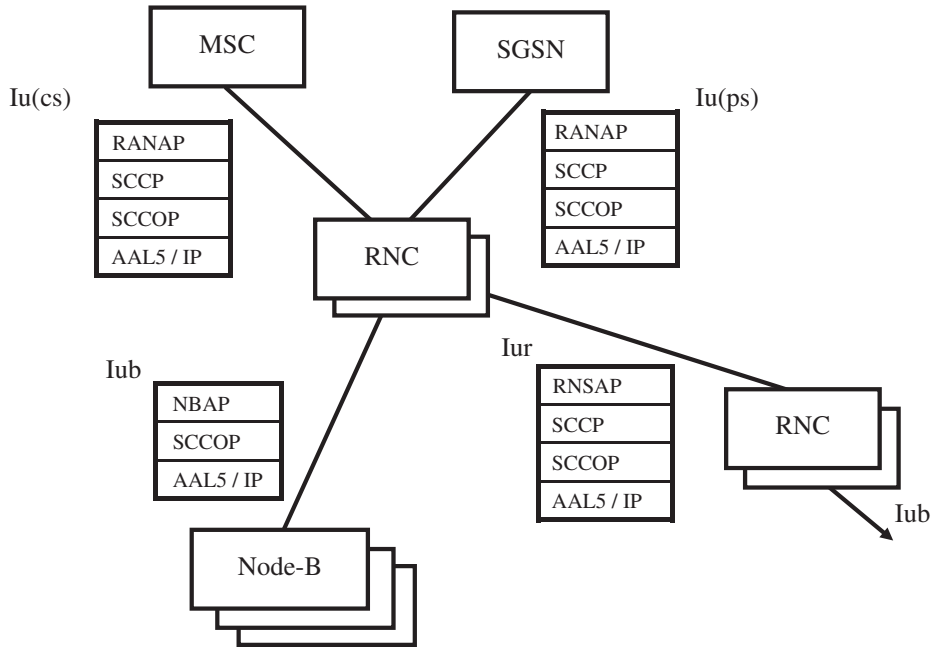 MSC
SGSN
Iu(cs)
Iu(ps)
RANAP
SCCP
SCCOP
AAL5 / IP
RANAP
SCCP
SCCOP
AAL5 / IP
RNC
Iur
Iub
NBAP
SCCOP
AAL5 / IP
RNSAP
SCCP
SCCOP
AAL5 / IP
RNC
Iub
Node-B